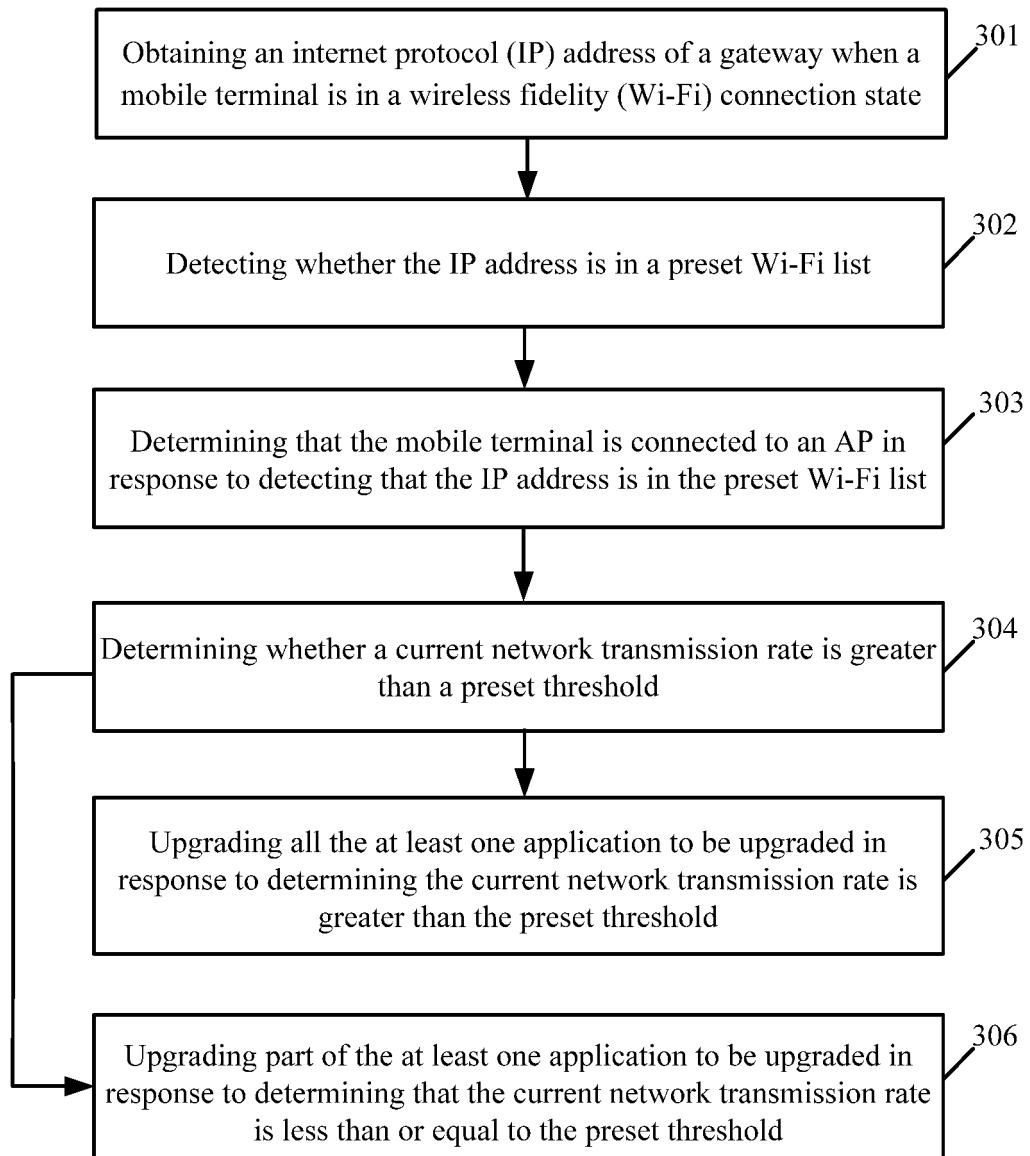 Obtaining an internet protocol (IP) address of a gateway when a
mobile terminal is in a wireless fidelity (Wi-Fi) connection state
301
Detecting whether the IP address is in a preset Wi-Fi list
302
Determining that the mobile terminal is connected to an AP in
response to detecting that the IP address is in the preset Wi-Fi list
303
Determining whether a current network transmission rate is greater
than a preset threshold
304
Upgrading all the at least one application to be upgraded in
response to determining the current network transmission rate is
greater than the preset threshold
305
Upgrading part of the at least one application to be upgraded in
response to determining that the current network transmission rate
is less than or equal to the preset threshold
306